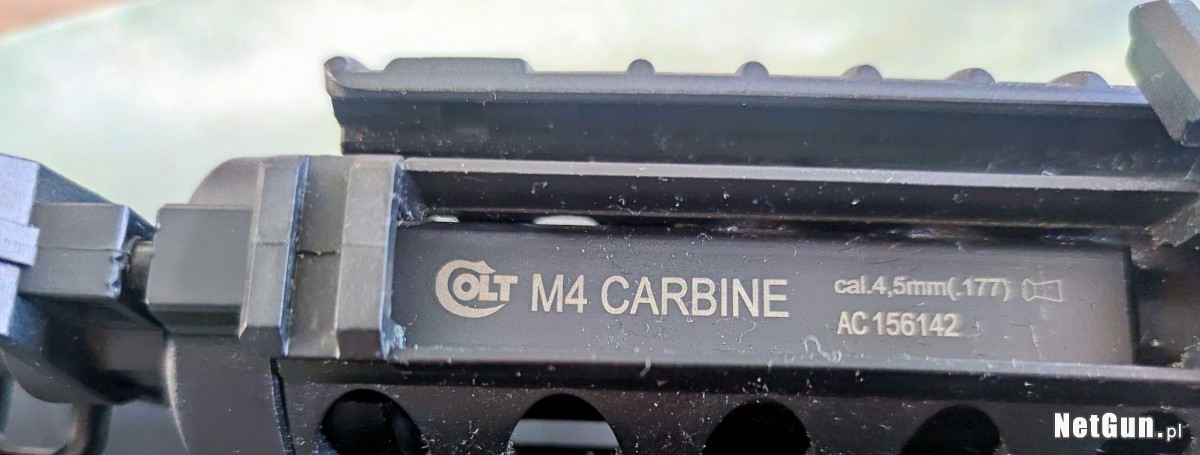 COLT M4 CARBINE
cal.4,5mm(.177)
AC 156142
NetGun.pl